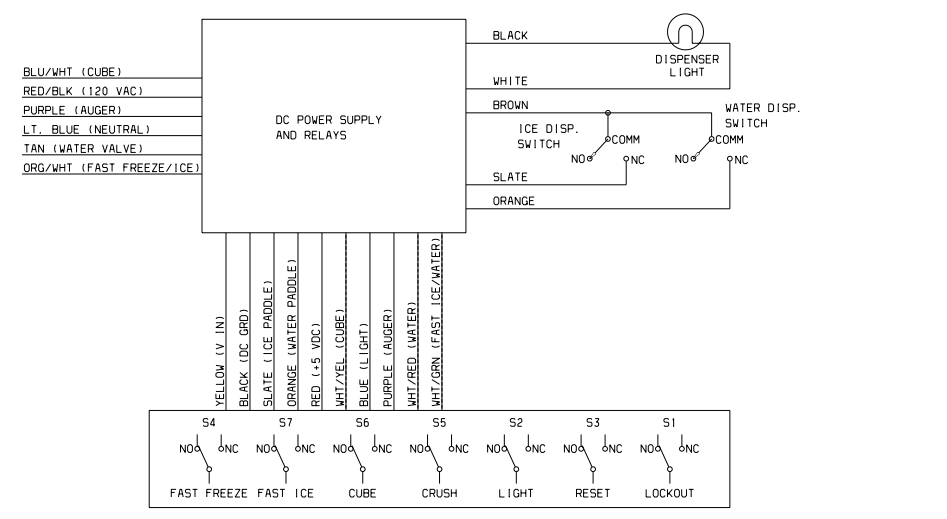 BLACK
DISPENSER
LIGHT
WHITE
BLU/WHT (CUBE)
RED/BLK (120 VAC)
PURPLE (AUGER)
LT. BLUE (NEUTRAL)
TAN (WATER VALVE)
ORG/WHT (FAST FREEZE/ICE)
DC POWER SUPPLY
AND RELAYS
BROWN
ICE DISP.
SWITCH
COMM
NO
NC
WATER DISP.
SWITCH
COMM
NO
NC
SLATE
ORANGE
YELLOW (V IN)
BLACK (DC GRD)
SLATE (ICE PADDLE)
ORANGE (WATER PADDLE)
RED (+5 VDC)
WHT/YEL (CUBE)
BLUE (LIGHT)
PURPLE (AUGER)
WHT/RED (WATER)
WHT/GRN (FAST ICE/WATER)
S4 S7 S6 S5 S2 S3 S1
NO NC NO NC NO NC NO NC NO NC NO NC NO NC
FAST FREEZE FAST ICE CUBE CRUSH LIGHT RESET LOCKOUT